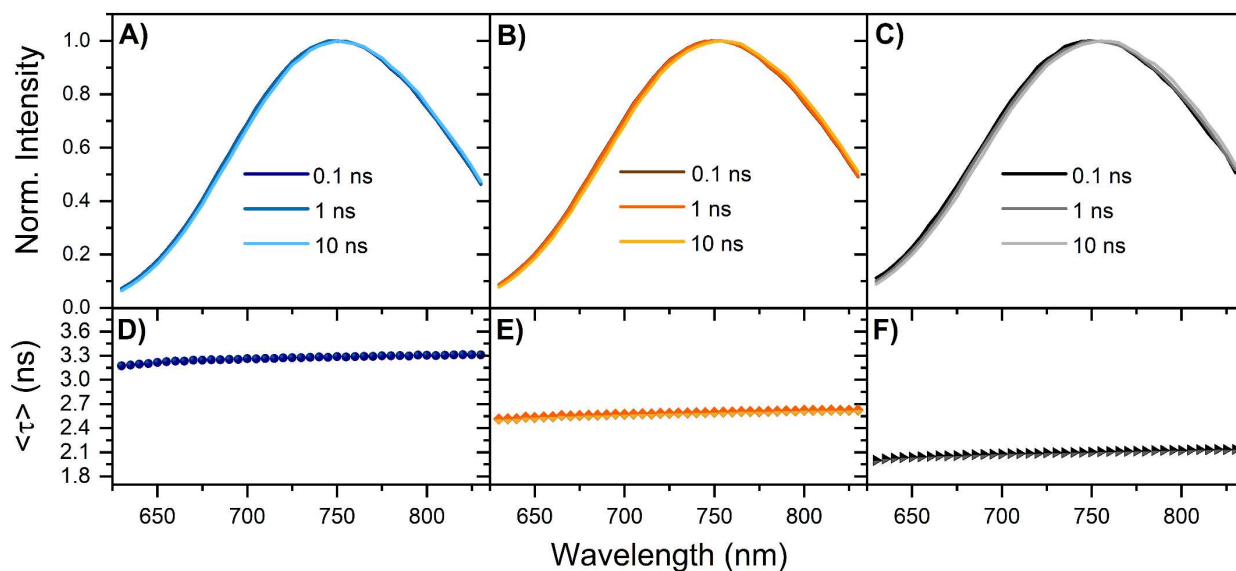 A)
B)
C)
Norm. Intensity
1.0
0.8
0.6
0.4
0.2
0.0
0.1 ns
1 ns
10 ns
0.1 ns
1 ns
10 ns
0.1 ns
1 ns
10 ns
D)
E)
F)
<τ> (ns)
3.6
3.3
3.0
2.7
2.4
2.1
1.8
650 700 750 800
650 700 750 800
650 700 750 800
Wavelength (nm)